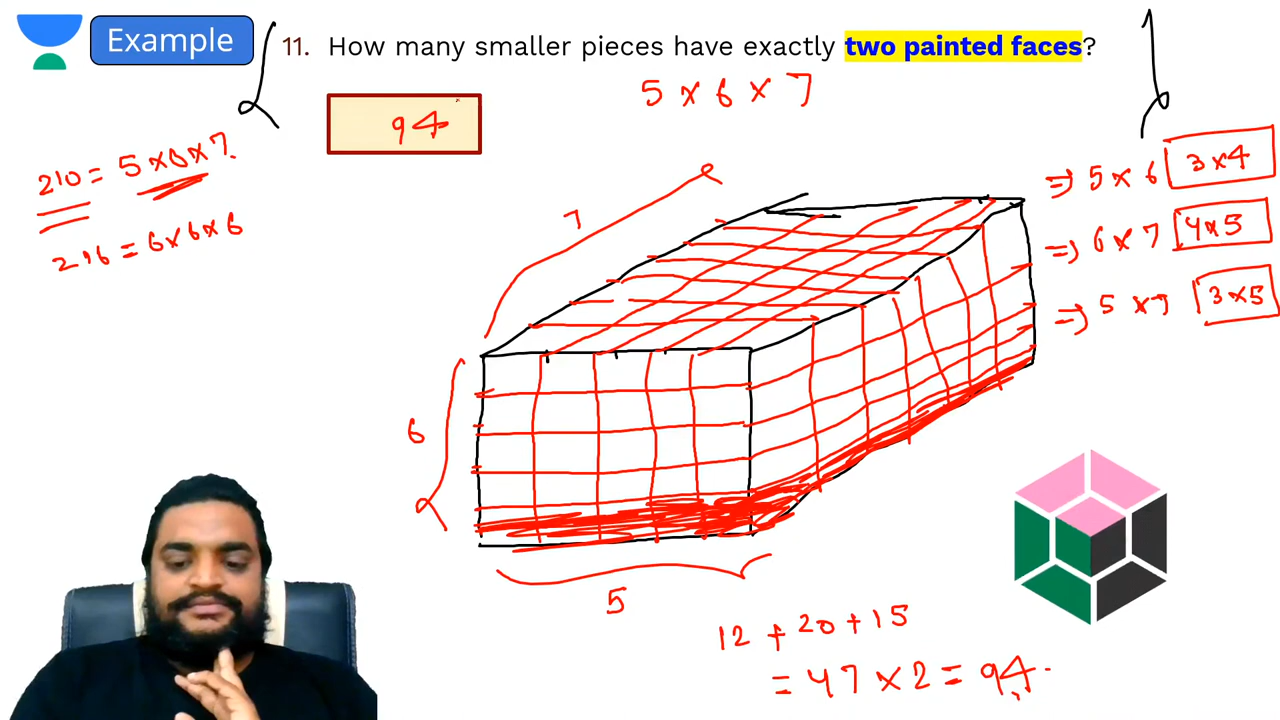 Example
11. How many smaller pieces have exactly two painted faces?
5 × 6 × 7
94
210 = 5 × 6 × 7
216 = 6 × 6 × 6
7
⇒ 5 × 6 3 × 4
⇒ 6 × 7 4 × 5
⇒ 5 × 7 3 × 5
6
5
12 + 20 + 15
= 47 × 2 = 94